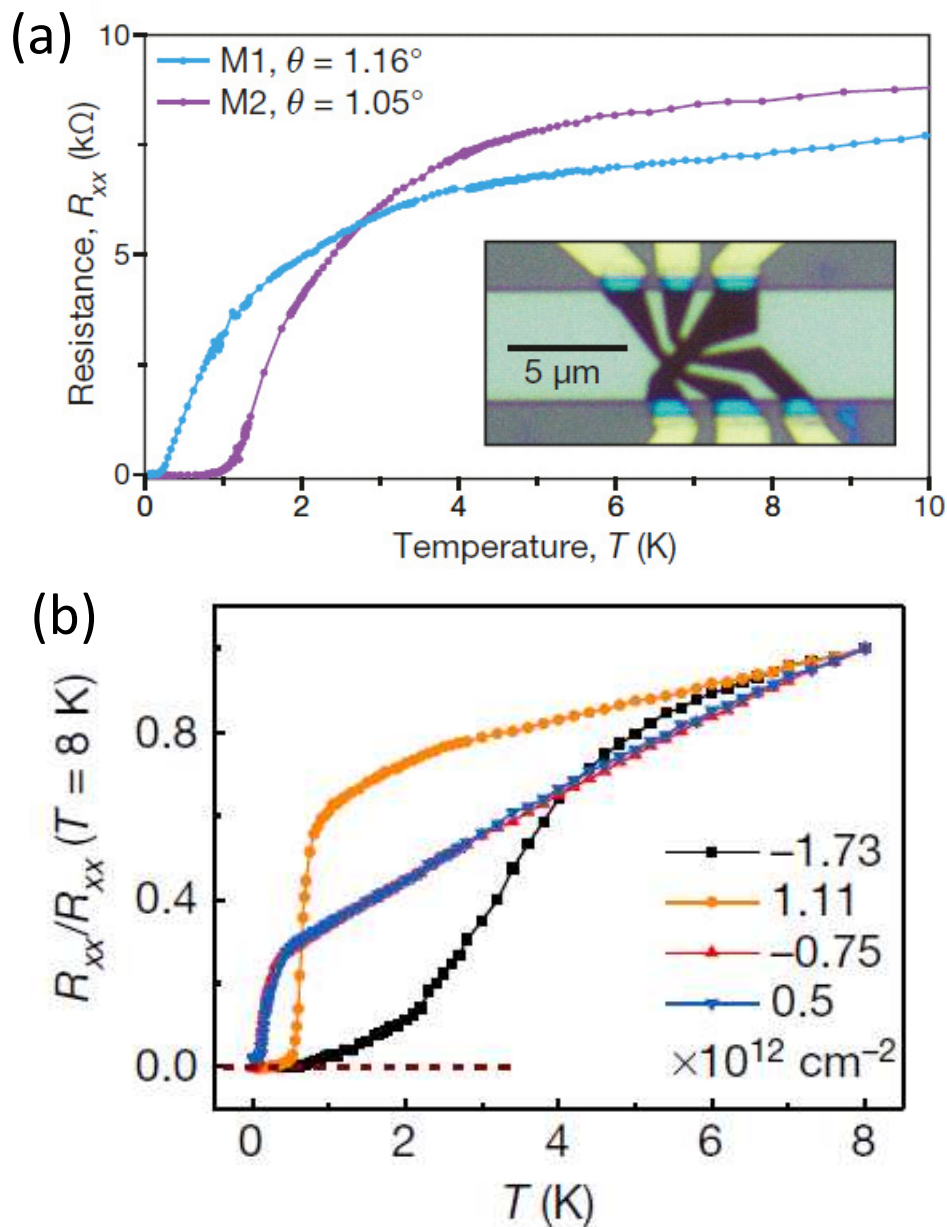 (a)
10
M1, θ = 1.16°
M2, θ = 1.05°
Resistance, Rxx (kΩ)
5
5 μm
0
0 2 4 6 8 10
Temperature, T (K)
(b)
Rxx/Rxx (T = 8 K)
0.8
0.4
0.0
–1.73
1.11
–0.75
0.5
×10¹² cm⁻²
0 2 4 6 8
T (K)